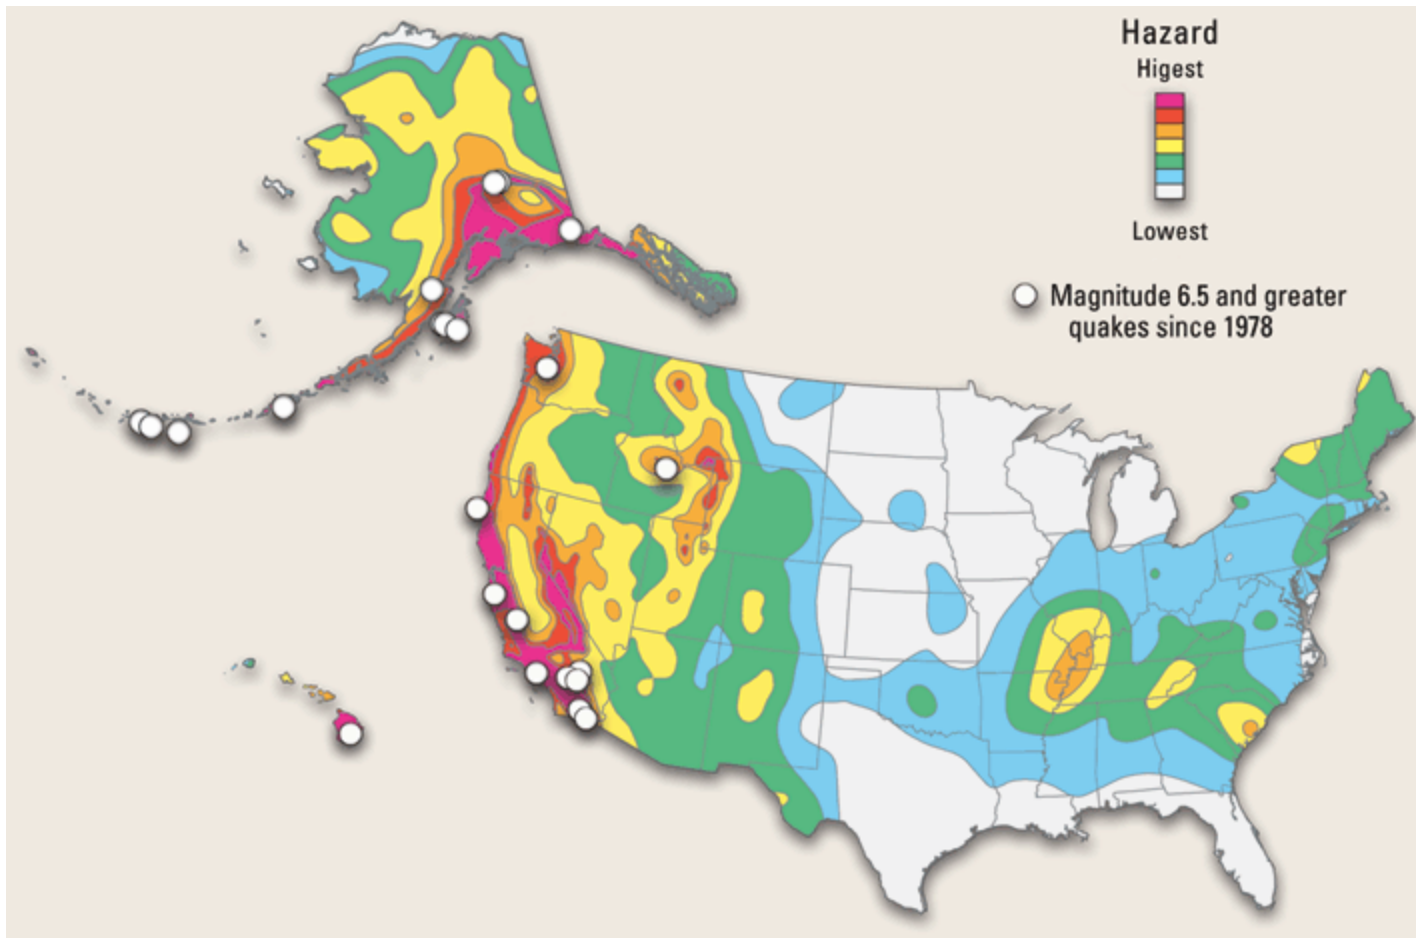 Hazard
Higest
Lowest
Magnitude 6.5 and greater
quakes since 1978